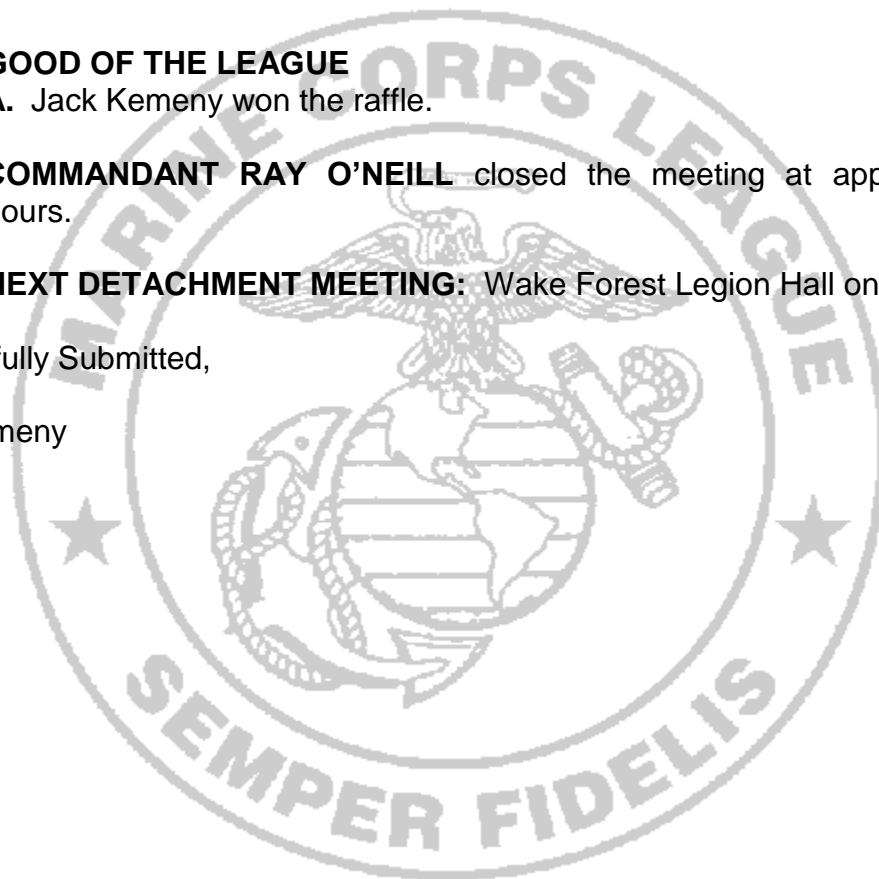 GOOD OF THE LEAGUE
A. Jack Kemeny won the raffle.
COMMANDANT RAY O’NEILL closed the meeting at app
ours.
NEXT DETACHMENT MEETING: Wake Forest Legion Hall on
fully Submitted,
meny
MARINE CORPS LEAGUE
SEMPER FIDELIS